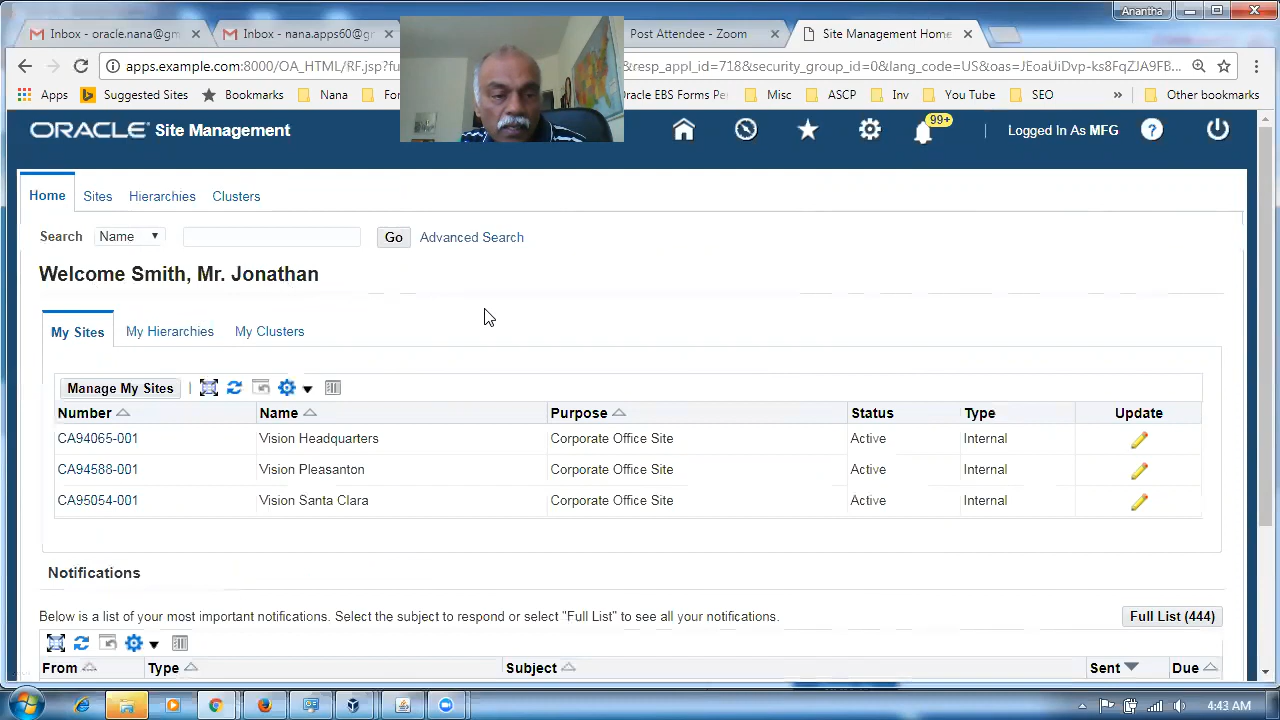 Anantha
Inbox - oracle.nana@gm
Inbox - nana.apps60@gr
Post Attendee - Zoom
Site Management Home
apps.example.com:8000/OA_HTML/RF.jsp?fu
resp_appl_id=718&security_group_id=0&lang_code=US&oas=JEoaUiDvp-ks8FqZJA9FB...
Apps
Suggested Sites
Bookmarks
Nana
For
Oracle EBS Forms Pe
Misc
ASCP
Inv
You Tube
SEO
»
Other bookmarks
ORACLE Site Management
99+
Logged In As MFG
?
Home
Sites
Hierarchies
Clusters
Search
Name
Go
Advanced Search
Welcome Smith, Mr. Jonathan
My Sites
My Hierarchies
My Clusters
Manage My Sites
Number Name Purpose Status Type Update
CA94065-001 Vision Headquarters Corporate Office Site Active Internal
CA94588-001 Vision Pleasanton Corporate Office Site Active Internal
CA95054-001 Vision Santa Clara Corporate Office Site Active Internal
Notifications
Below is a list of your most important notifications. Select the subject to respond or select "Full List" to see all your notifications.
Full List (444)
From Type Subject Sent Due
4:43 AM